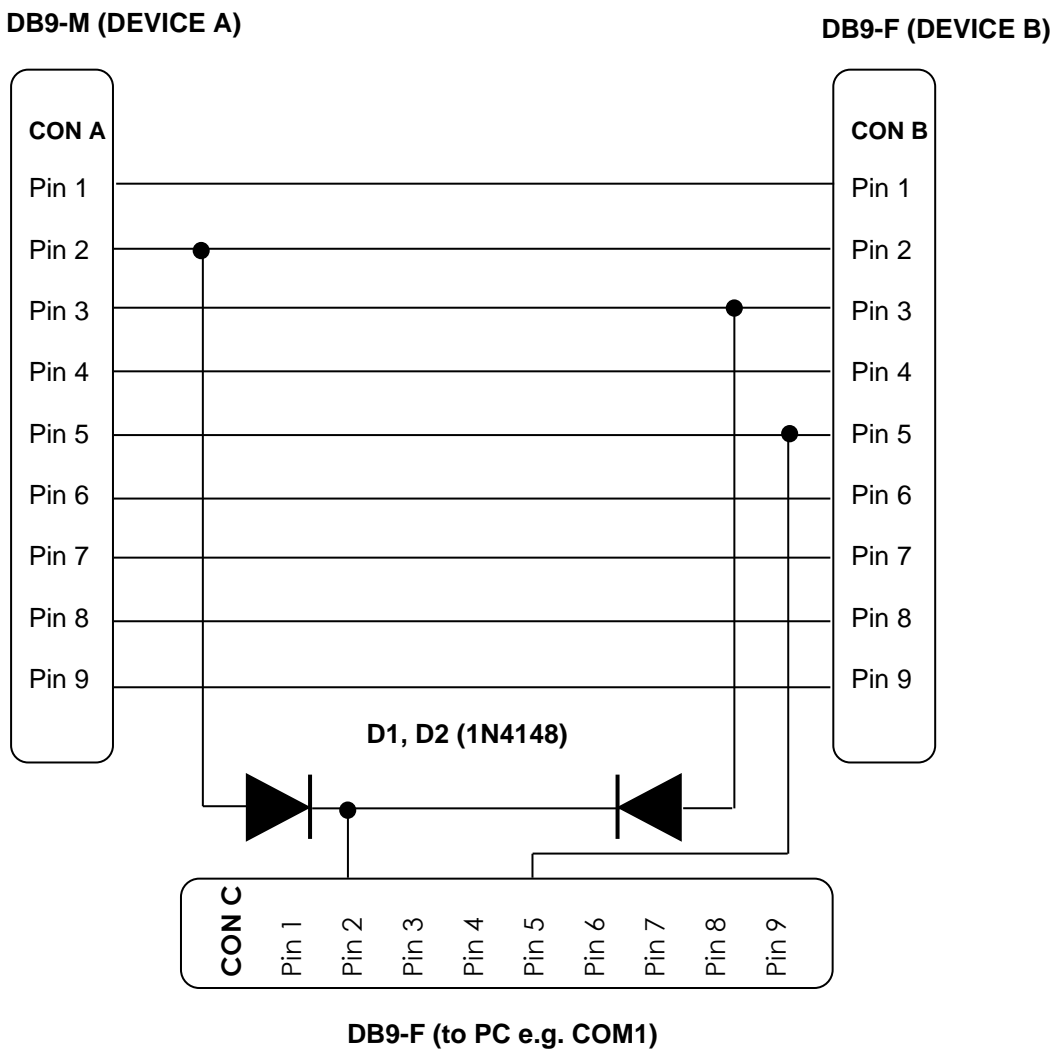 DB9-M (DEVICE A)
DB9-F (DEVICE B)
CON A
Pin 1
Pin 2
Pin 3
Pin 4
Pin 5
Pin 6
Pin 7
Pin 8
Pin 9
CON B
Pin 1
Pin 2
Pin 3
Pin 4
Pin 5
Pin 6
Pin 7
Pin 8
Pin 9
D1, D2 (1N4148)
CON C
Pin 1
Pin 2
Pin 3
Pin 4
Pin 5
Pin 6
Pin 7
Pin 8
Pin 9
DB9-F (to PC e.g. COM1)